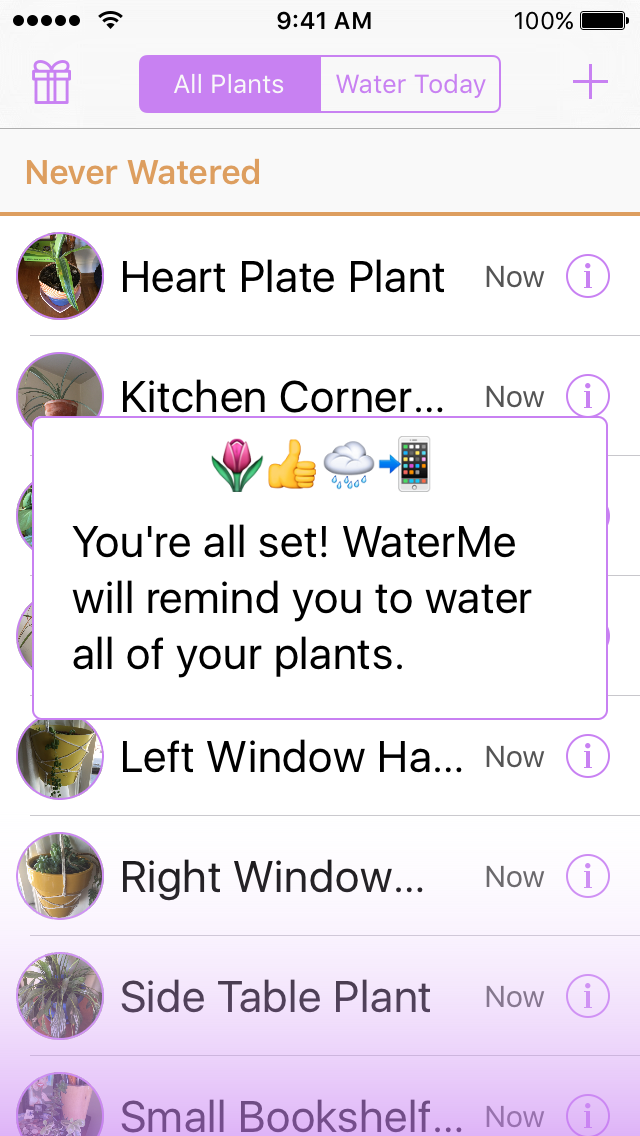 9:41 AM
100%
All Plants
Water Today
Never Watered
Heart Plate Plant Now
Kitchen Corner... Now
You're all set! WaterMe
will remind you to water
all of your plants.
Left Window Ha... Now
Right Window... Now
Side Table Plant Now
Small Bookshelf... Now